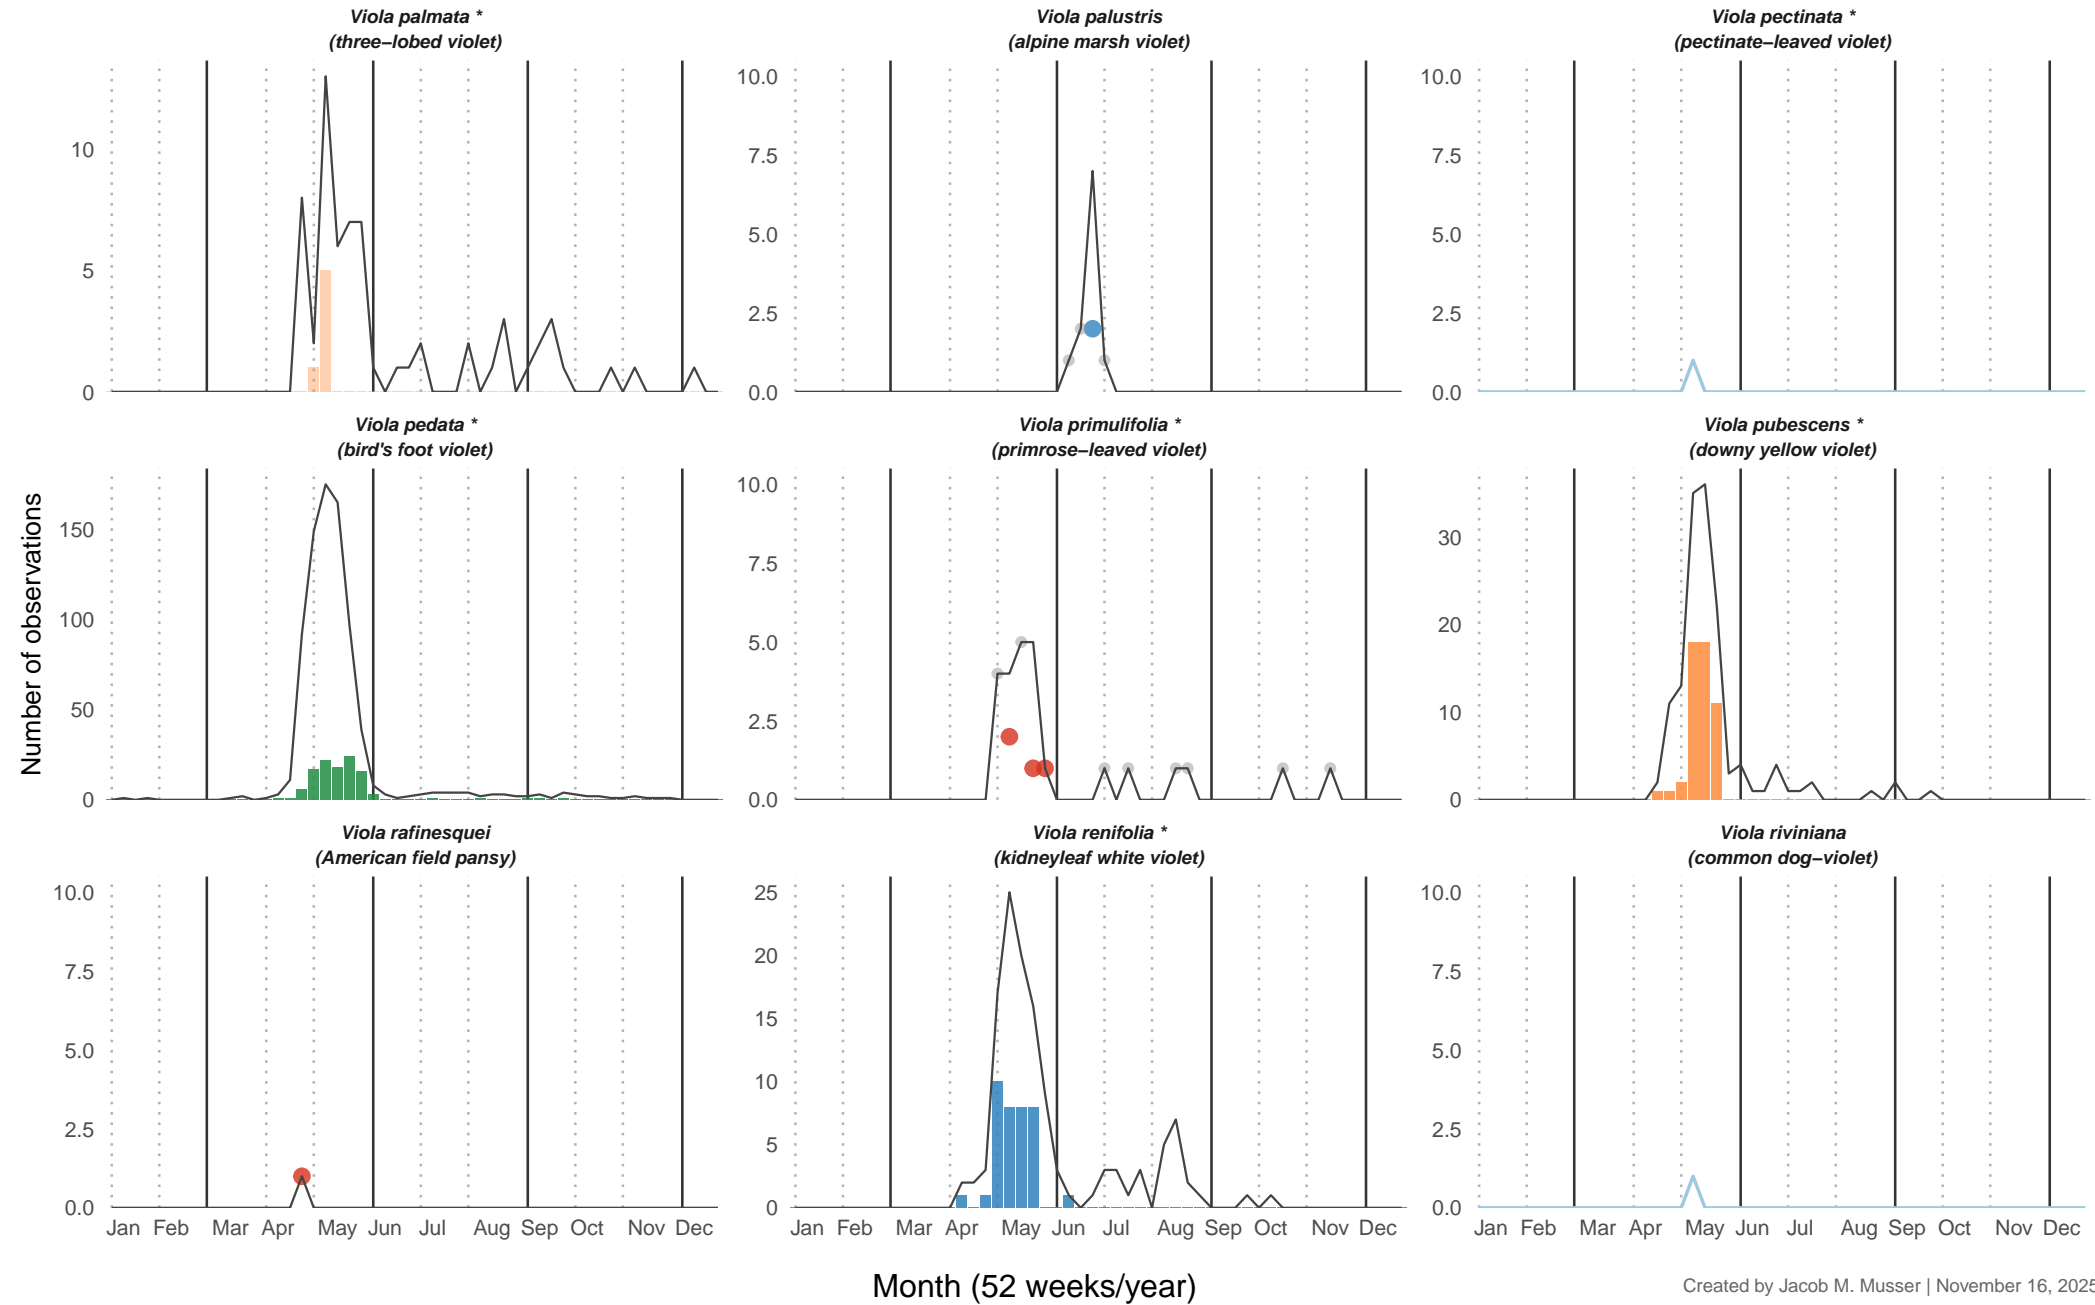 Viola palmata *
(three–lobed violet)
Viola palustris
(alpine marsh violet)
Viola pectinata *
(pectinate–leaved violet)
10
5
0
10.0
7.5
5.0
2.5
0.0
10.0
7.5
5.0
2.5
0.0
Viola pedata *
(bird's foot violet)
Viola primulifolia *
(primrose–leaved violet)
Viola pubescens *
(downy yellow violet)
Number of observations
150
100
50
0
10.0
7.5
5.0
2.5
0.0
30
20
10
0
Viola rafinesquei
(American field pansy)
Viola renifolia *
(kidneyleaf white violet)
Viola riviniana
(common dog–violet)
10.0
7.5
5.0
2.5
0.0
25
20
15
10
5
0
10.0
7.5
5.0
2.5
0.0
Jan Feb Mar Apr May Jun Jul Aug Sep Oct Nov Dec
Jan Feb Mar Apr May Jun Jul Aug Sep Oct Nov Dec
Jan Feb Mar Apr May Jun Jul Aug Sep Oct Nov Dec
Month (52 weeks/year)
Created by Jacob M. Musser | November 16, 2025